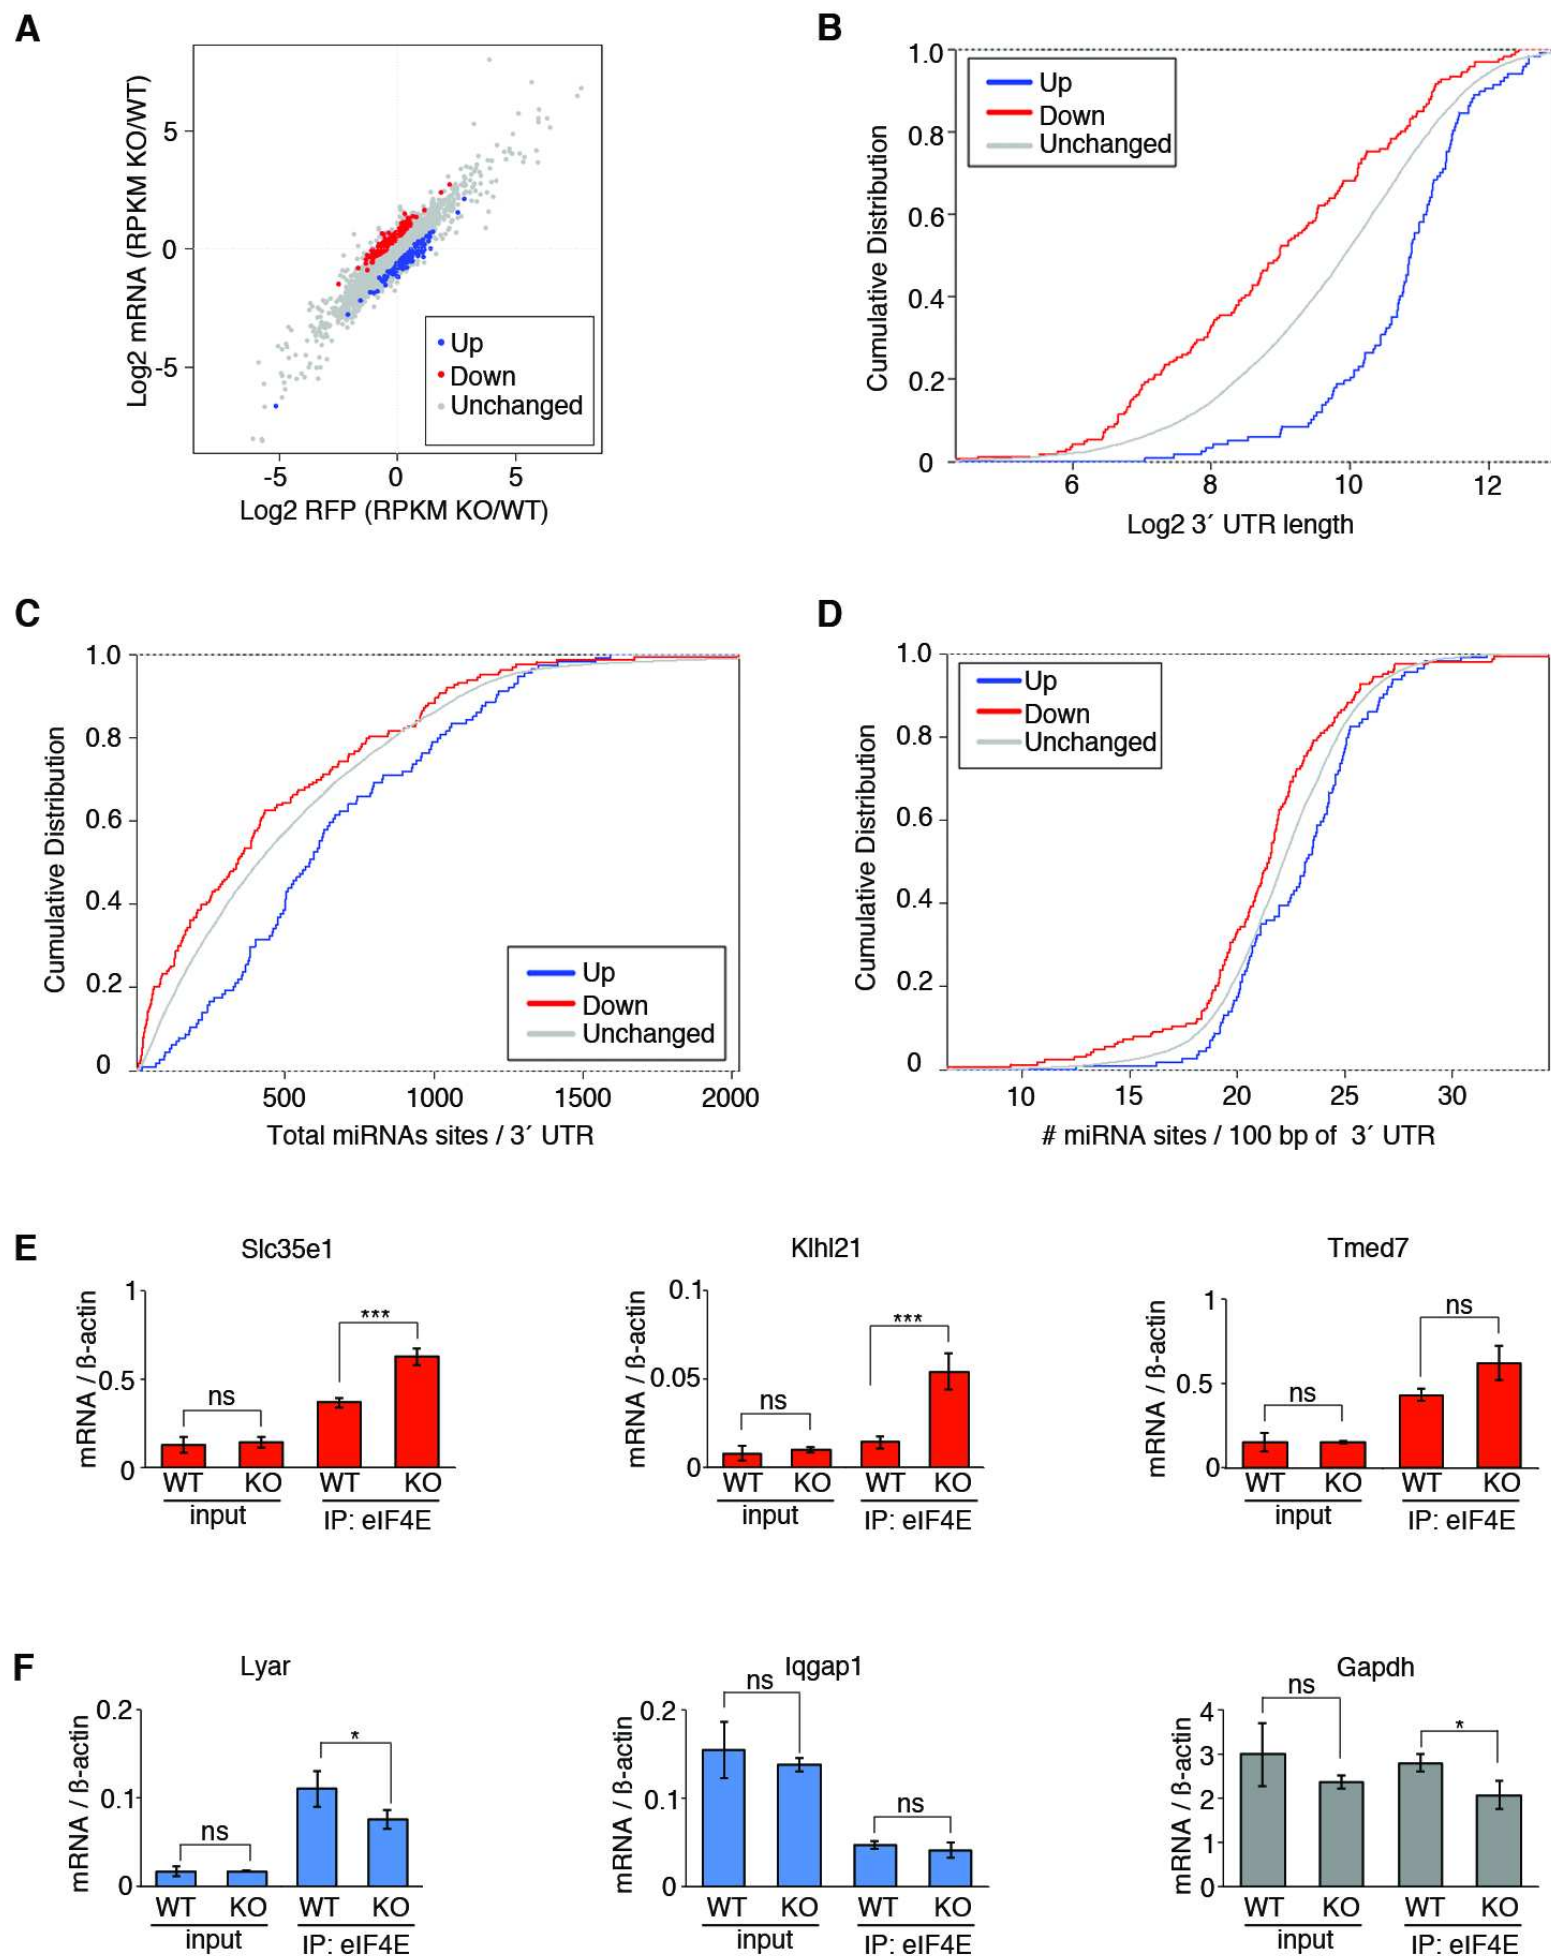 A
Log2 mRNA (RPKM KO/WT)
5
0
-5
Up
Down
Unchanged
-5
0
5
Log2 RFP (RPKM KO/WT)
B
Cumulative Distribution
1.0
0.8
0.6
0.4
0.2
0
Up
Down
Unchanged
6
8
10
12
Log2 3´ UTR length
C
Cumulative Distribution
1.0
0.8
0.6
0.4
0.2
0
Up
Down
Unchanged
500
1000
1500
2000
Total miRNAs sites / 3´ UTR
D
Cumulative Distribution
1.0
0.8
0.6
0.4
0.2
0
Up
Down
Unchanged
10
15
20
25
30
# miRNA sites / 100 bp of 3´ UTR
E
Slc35e1
mRNA / ß-actin
1
0.5
0
ns
***
WT KO WT KO
input
IP: eIF4E
Klhl21
mRNA / ß-actin
0.1
0.05
0
ns
***
WT KO WT KO
input
IP: eIF4E
Tmed7
mRNA / ß-actin
1
0.5
0
ns
ns
WT KO WT KO
input
IP: eIF4E
F
Lyar
mRNA / ß-actin
0.2
0.1
0
ns
*
WT KO WT KO
input
IP: eIF4E
Iqgap1
mRNA / ß-actin
0.2
0.1
0
ns
ns
WT KO WT KO
input
IP: eIF4E
Gapdh
mRNA / ß-actin
4
3
2
1
0
ns
*
WT KO WT KO
input
IP: eIF4E